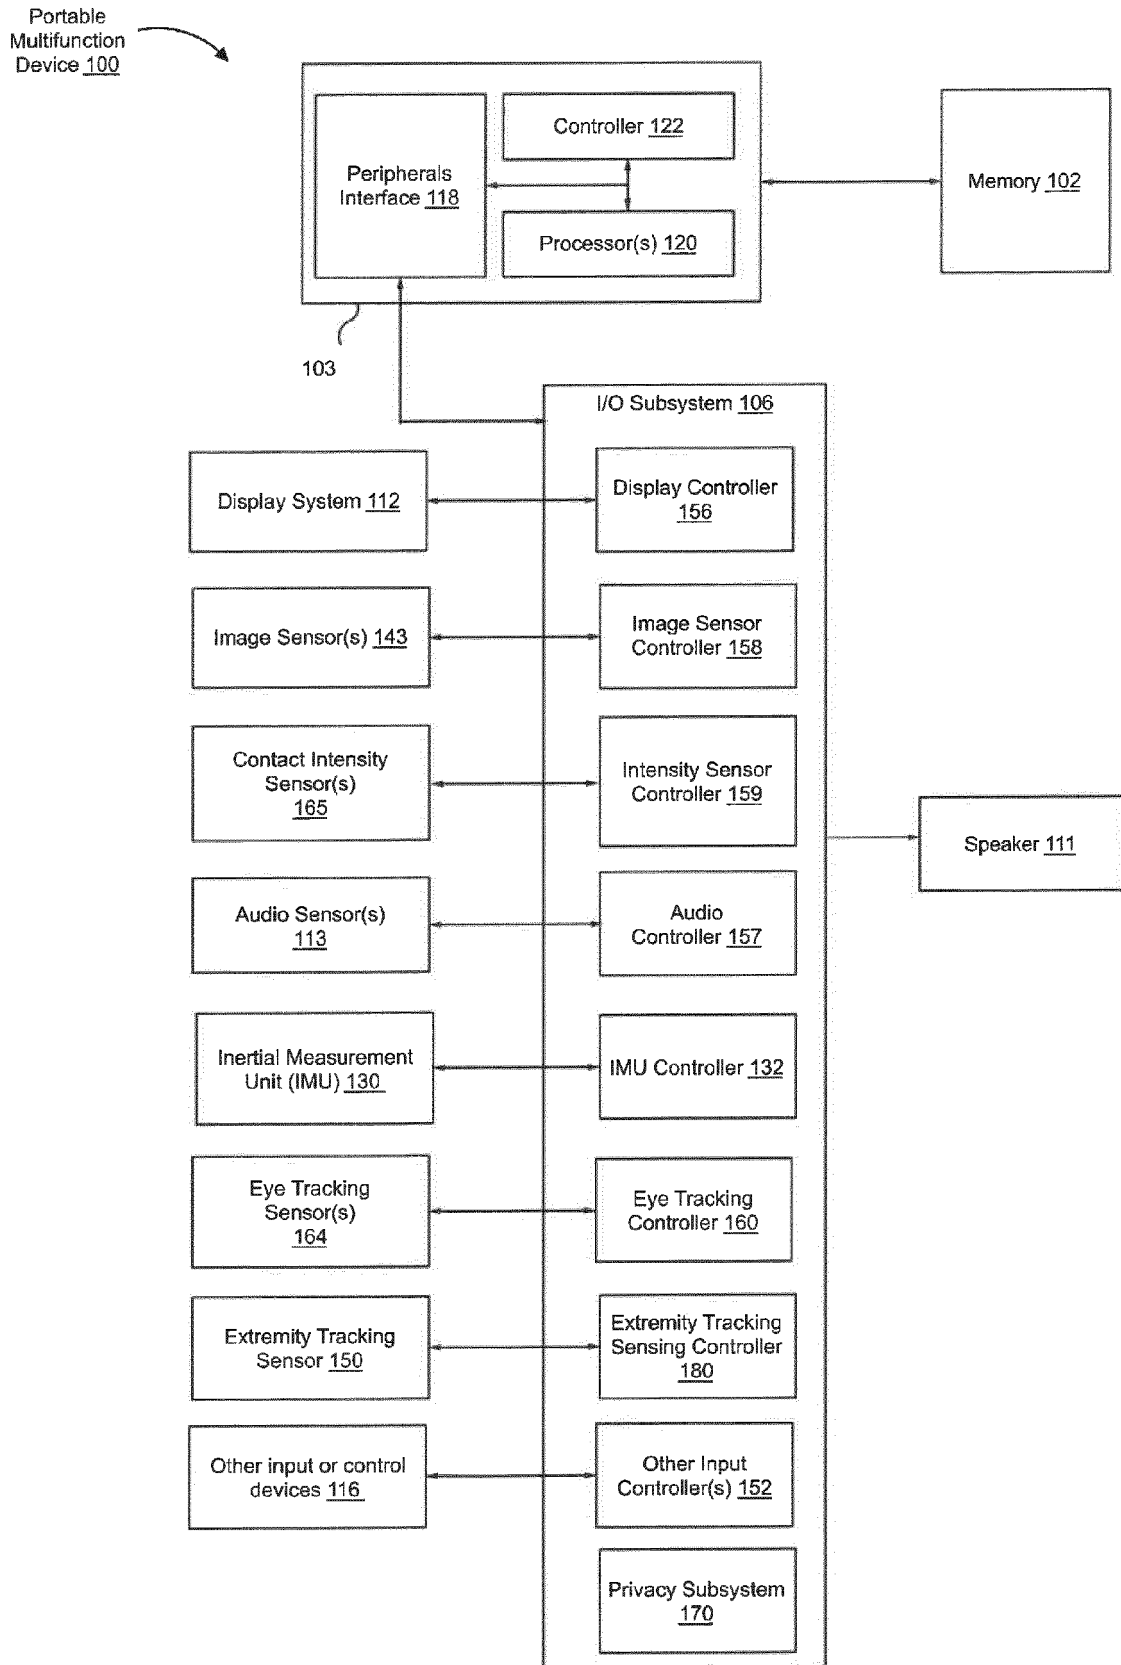 Portable
Multifunction
Device 100
Controller 122
Peripherals
Interface 118
Processor(s) 120
Memory 102
103
I/O Subsystem 106
Display System 112
Display Controller
156
Image Sensor(s) 143
Image Sensor
Controller 158
Contact Intensity
Sensor(s)
165
Intensity Sensor
Controller 159
Speaker 111
Audio Sensor(s)
113
Audio
Controller 157
Inertial Measurement
Unit (IMU) 130
IMU Controller 132
Eye Tracking
Sensor(s)
164
Eye Tracking
Controller 160
Extremity Tracking
Sensor 150
Extremity Tracking
Sensing Controller
180
Other input or control
devices 116
Other Input
Controller(s) 152
Privacy Subsystem
170